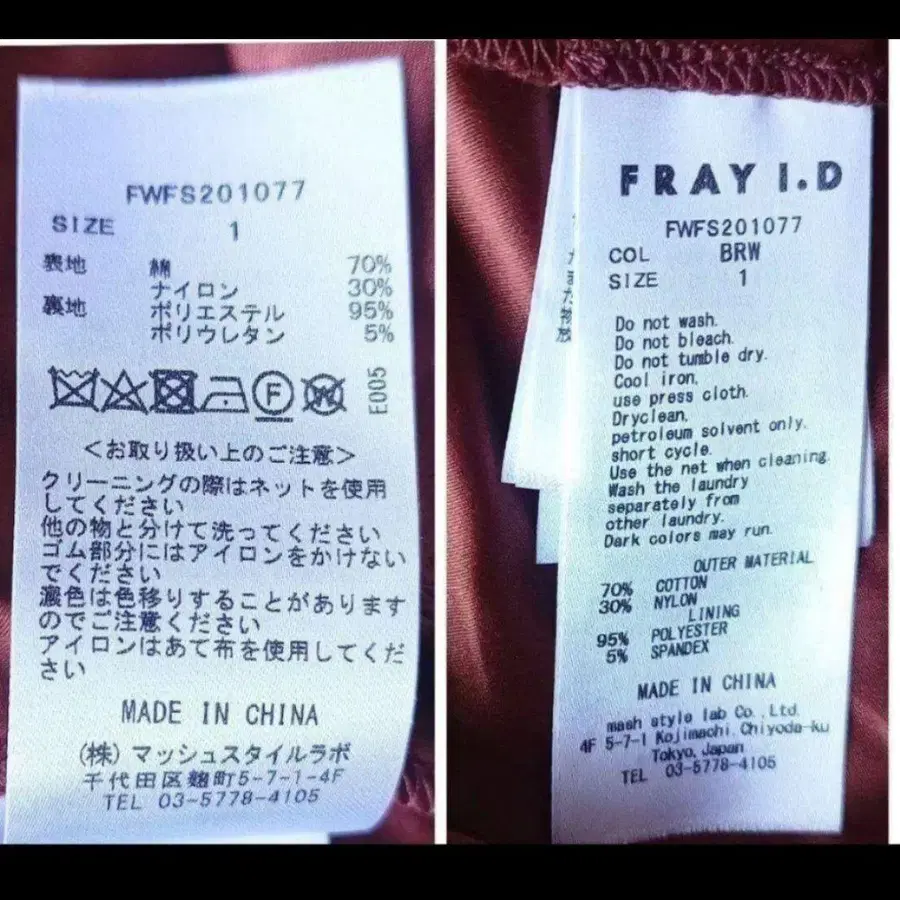 FWFS201077
SIZE 1
表地 綿 70%
ナイロン 30%
裏地 ポリエステル 95%
ポリウレタン 5%
F
W
E005
<お取り扱い上のご注意>
クリーニングの際はネットを使用
してください
他の物と分けて洗ってください
ゴム部分にはアイロンをかけない
でください
濃色は色移りすることがあります
のでご注意ください
アイロンはあて布を使用してくだ
さい
MADE IN CHINA
(株)マッシュスタイルラボ
千代田区麹町5-7-1-4F
TEL 03-5778-4105
FRAY I.D
FWFS201077
COL BRW
SIZE 1
Do not wash.
Do not bleach.
Do not tumble dry.
Cool iron,
use press cloth.
Dryclean,
petroleum solvent only,
short cycle.
Use the net when cleaning.
Wash the laundry
separately from
other laundry.
Dark colors may run.
OUTER MATERIAL
70% COTTON
30% NYLON
LINING
95% POLYESTER
5% SPANDEX
MADE IN CHINA
mash style lab Co., Ltd.
4F 5-7-1 Kojimachi, Chiyoda-ku
Tokyo, Japan
TEL 03-5778-4105